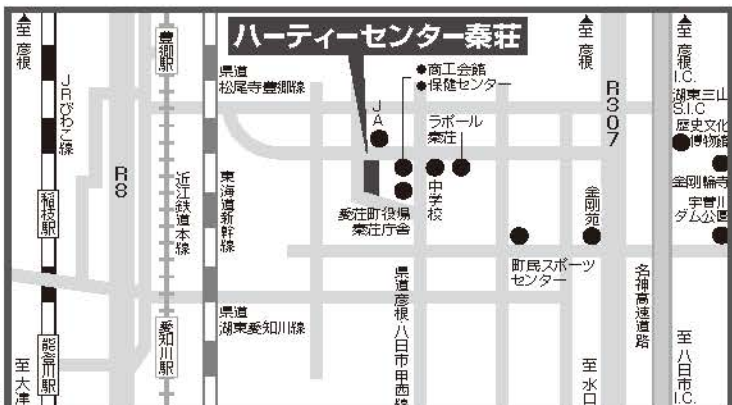 ハーティーセンター秦荘
至 彦根
JRびわこ線
稲枝駅
能登川駅
至 大津
R8
豊郷駅
近江鉄道本線
愛知川駅
東海道新幹線
県道
松尾寺豊郷線
県道
湖東愛知川線
JA
●商工会館
●保健センター
ラポール
秦荘
中学校
愛荘町役場
秦荘庁舎
県道彦根八日市甲西線
町民スポーツ
センター
金剛苑
至 彦根
R307
至 水口
名神高速道路
至 彦根
I.C.
湖東三山
S.I.C
歴史文化
博物館
金剛輪寺
宇曽川
ダム公園
至 八日市
I.C.